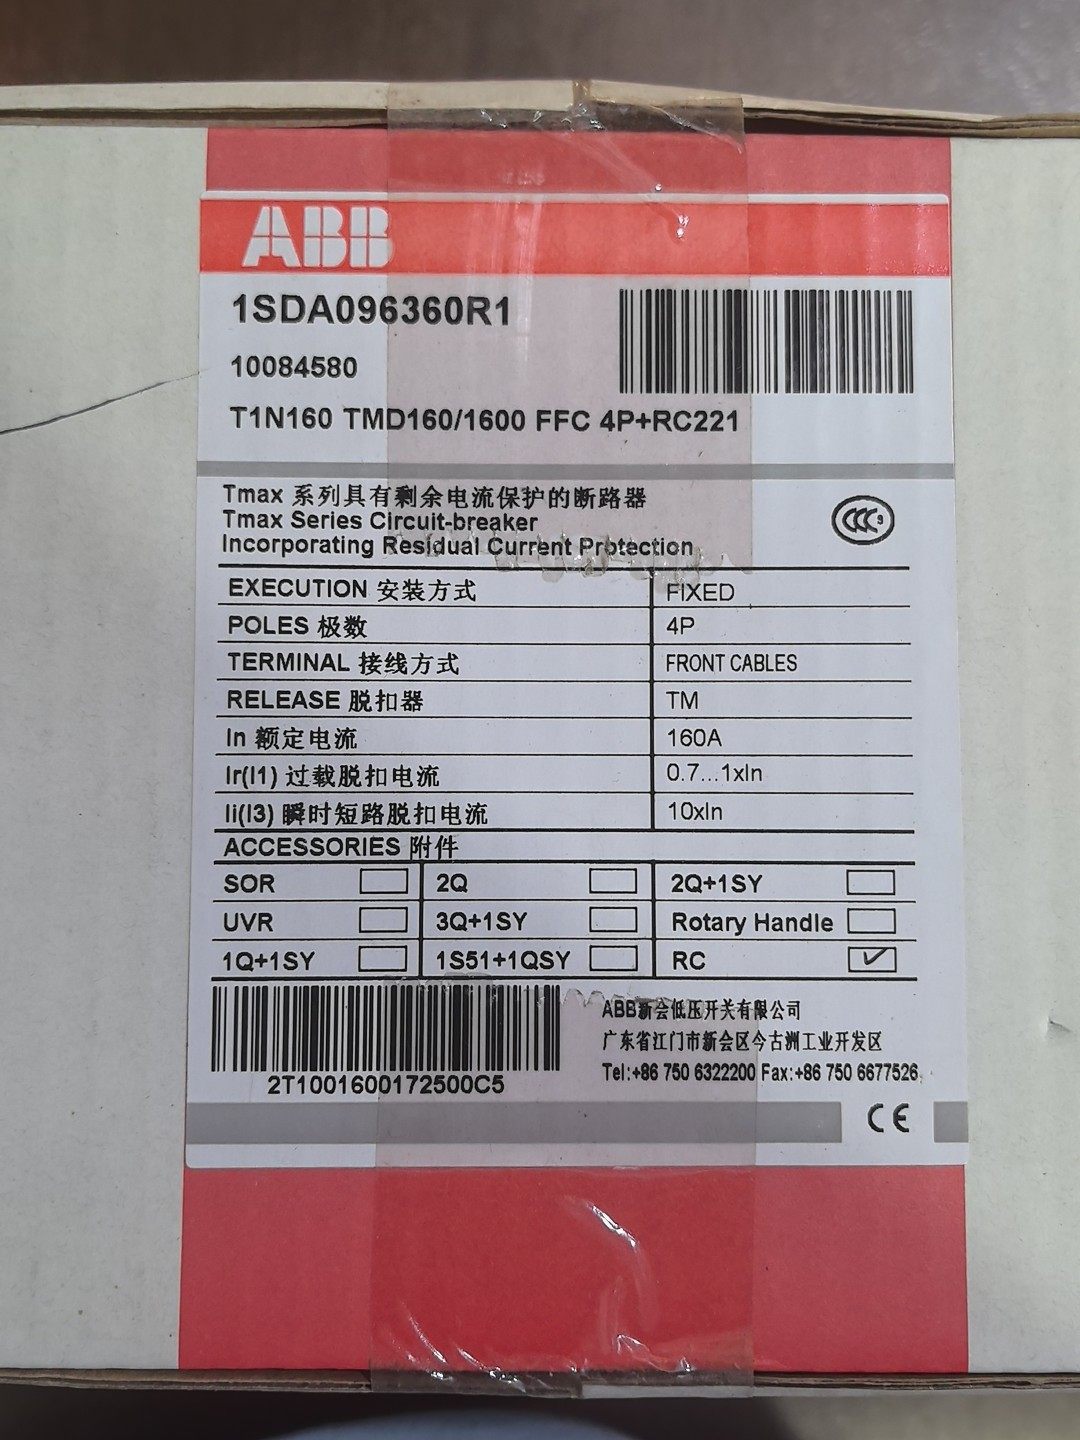 ABB
1SDA096360R1
10084580
T1N160 TMD160/1600 FFC 4P+RC221
Tmax 系列具有剩余电流保护的断路器
Tmax Series Circuit-breaker
Incorporating Residual Current Protection
EXECUTION 安装方式 FIXED
POLES 极数 4P
TERMINAL 接线方式 FRONT CABLES
RELEASE 脱扣器 TM
In 额定电流 160A
Ir(I1) 过载脱扣电流 0.7...1xIn
Ii(I3) 瞬时短路脱扣电流 10xIn
ACCESSORIES 附件
SOR 2Q 2Q+1SY
UVR 3Q+1SY Rotary Handle
1Q+1SY 1S51+1QSY RC ✓
ABB新会低压开关有限公司
广东省江门市新会区今古洲工业开发区
Tel:+86 750 6322200 Fax:+86 750 6677526
2T1001600172500C5
CE